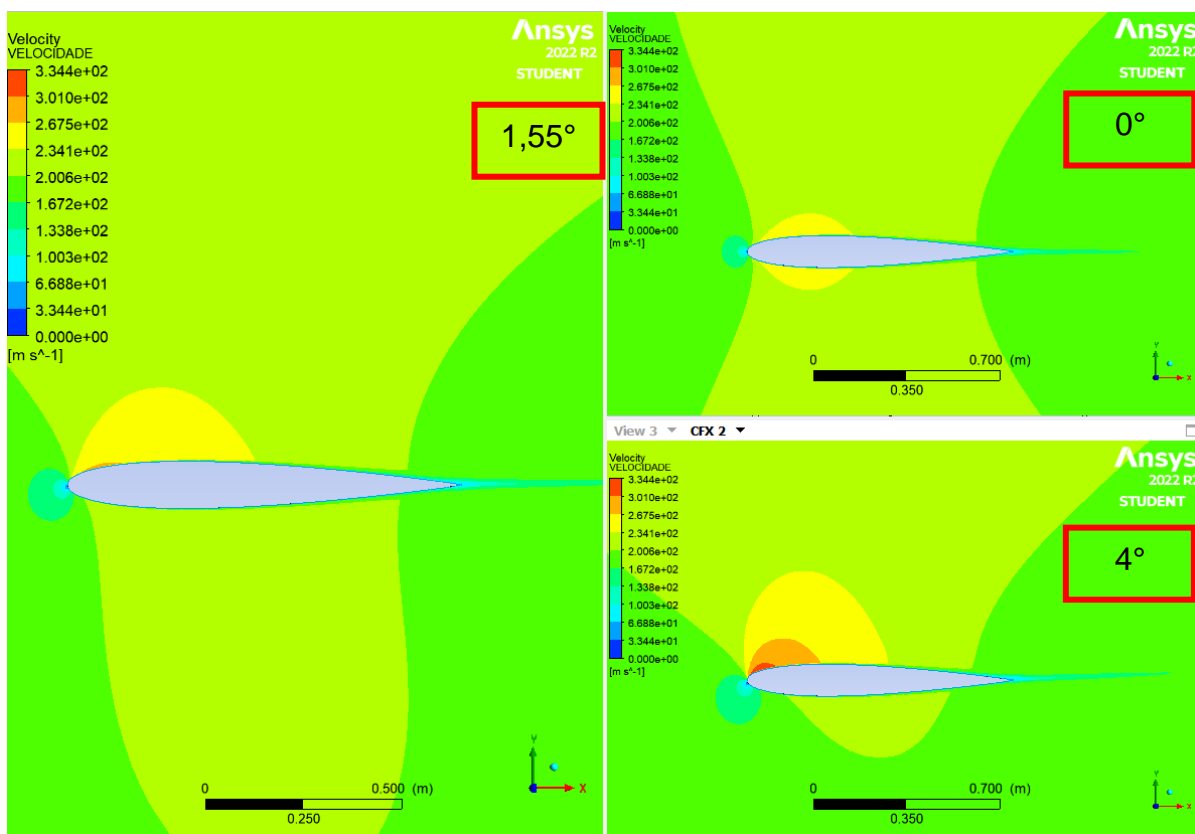 Velocity
VELOCIDADE
3.344e+02
3.010e+02
2.675e+02
2.341e+02
2.006e+02
1.672e+02
1.338e+02
1.003e+02
6.688e+01
3.344e+01
0.000e+00
[m s^-1]
Ansys
2022 R2
STUDENT
1,55°
0
0.500
(m)
0.250
Y
X
Velocity
VELOCIDADE
3.344e+02
3.010e+02
2.675e+02
2.341e+02
2.006e+02
1.672e+02
1.338e+02
1.003e+02
6.688e+01
3.344e+01
0.000e+00
[m s^-1]
Ansys
2022 R2
STUDENT
0°
0
0.700
(m)
0.350
Y
X
View 3
CFX 2
Velocity
VELOCIDADE
3.344e+02
3.010e+02
2.675e+02
2.341e+02
2.006e+02
1.672e+02
1.338e+02
1.003e+02
6.688e+01
3.344e+01
0.000e+00
[m s^-1]
Ansys
2022 R2
STUDENT
4°
0
0.700
(m)
0.350
Y
X